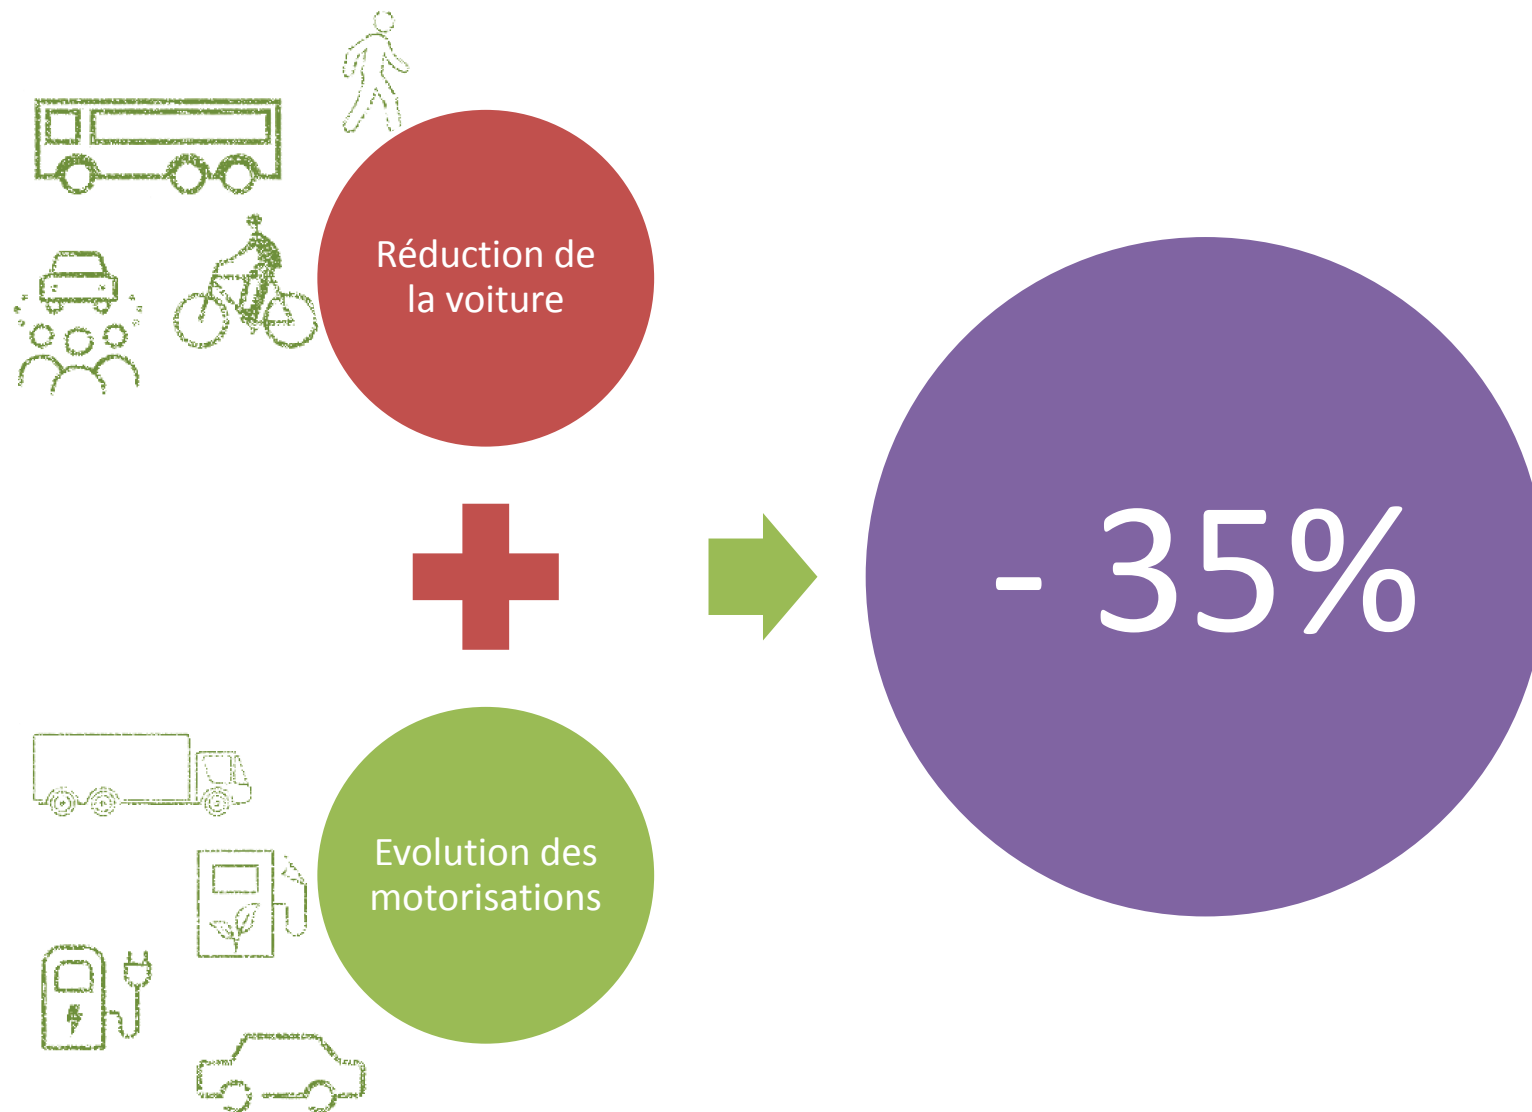 Réduction de
la voiture
- 35%
Evolution des
motorisations